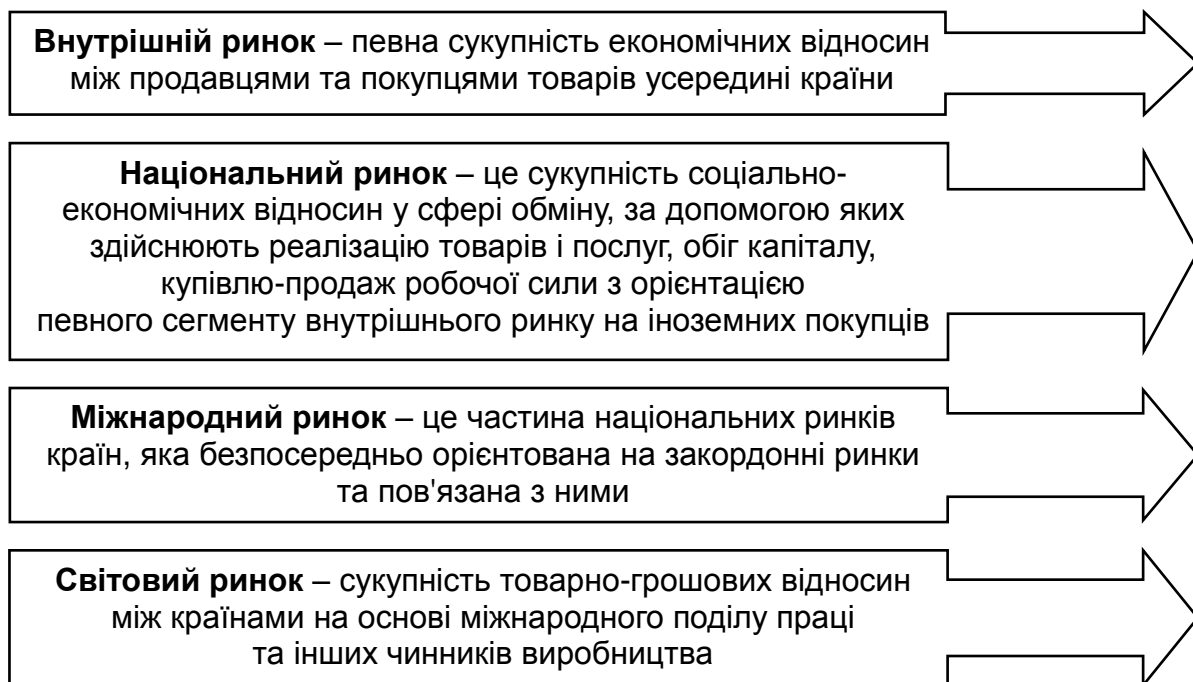 Внутрішній ринок – певна сукупність економічних відносин
між продавцями та покупцями товарів усередині країни
Національний ринок – це сукупність соціально-
економічних відносин у сфері обміну, за допомогою яких
здійснюють реалізацію товарів і послуг, обіг капіталу,
купівлю-продаж робочої сили з орієнтацією
певного сегменту внутрішнього ринку на іноземних покупців
Міжнародний ринок – це частина національних ринків
країн, яка безпосередньо орієнтована на закордонні ринки
та пов'язана з ними
Світовий ринок – сукупність товарно-грошових відносин
між країнами на основі міжнародного поділу праці
та інших чинників виробництва